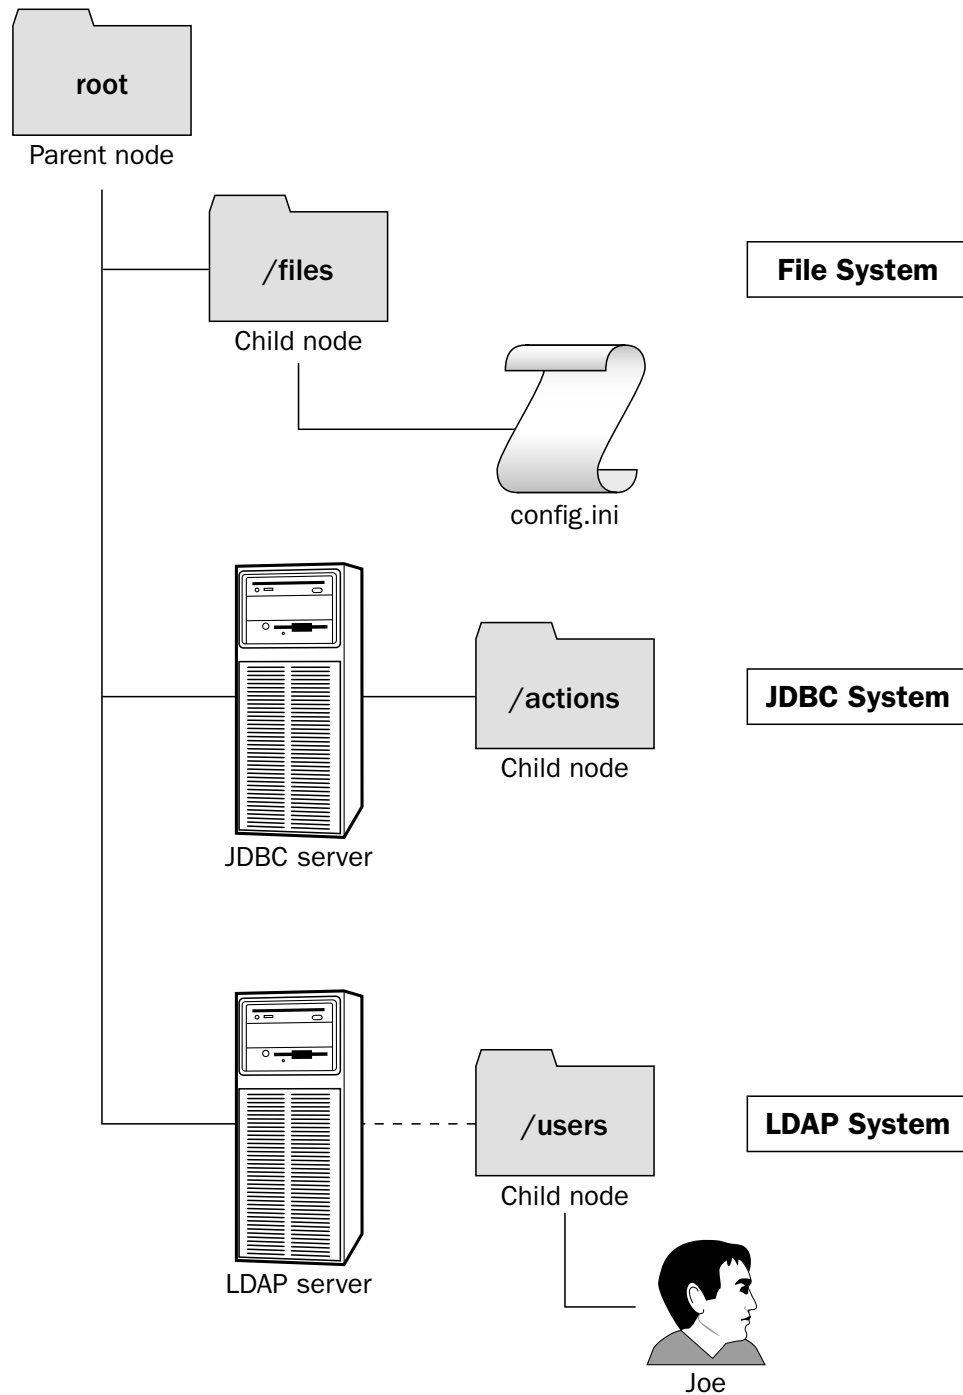 root
Parent node
/files
File System
Child node
config.ini
/actions
JDBC System
Child node
JDBC server
/users
LDAP System
Child node
LDAP server
Joe